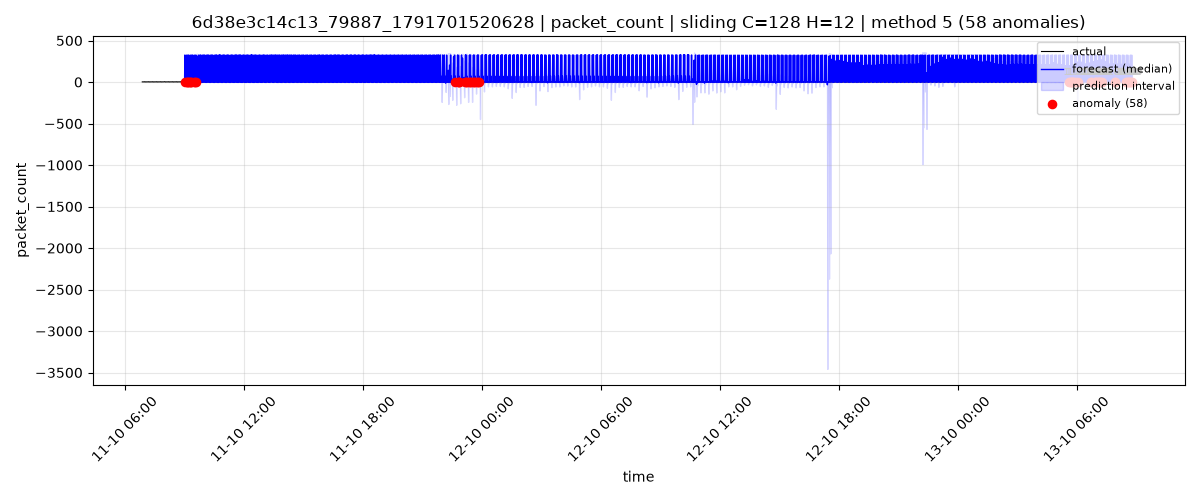 6d38e3c14c13_79887_1791701520628 | packet_count | sliding C=128 H=12 | method 5 (58 anomalies)
500
0
−500
−1000
−1500
−2000
−2500
−3000
−3500
packet_count
actual
forecast (median)
prediction interval
anomaly (58)
11-10 06:00
11-10 12:00
11-10 18:00
12-10 00:00
12-10 06:00
12-10 12:00
12-10 18:00
13-10 00:00
13-10 06:00
time